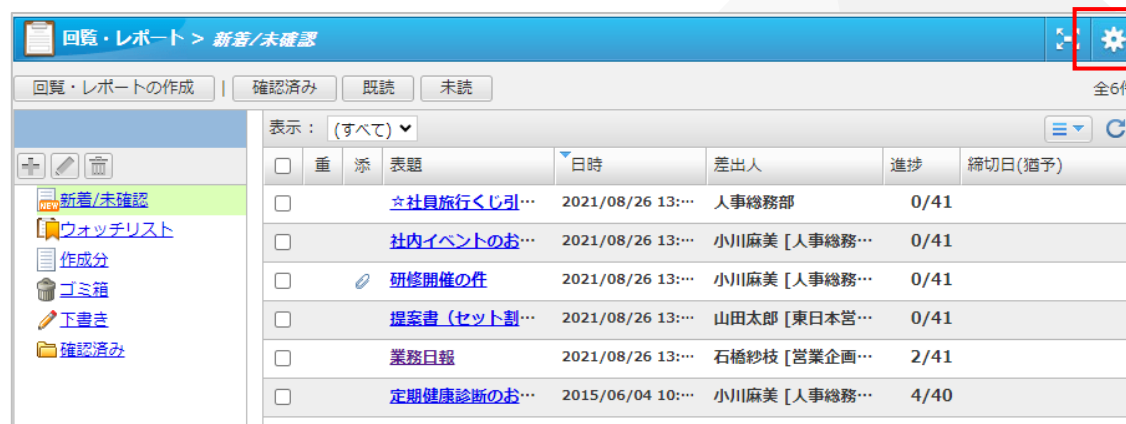 回覧・レポート > 新着/未確認
回覧・レポートの作成 | 確認済み 既読 未読 全6件
表示： (すべて)
重 添 表題 日時 差出人 進捗 締切日(猶予)
新着/未確認
ウォッチリスト
作成分
ゴミ箱
下書き
確認済み
☆社員旅行くじ引… 2021/08/26 13:… 人事総務部 0/41
社内イベントのお… 2021/08/26 13:… 小川麻美 [人事総務… 0/41
研修開催の件 2021/08/26 13:… 小川麻美 [人事総務… 0/41
提案書（セット割… 2021/08/26 13:… 山田太郎 [東日本営… 0/41
業務日報 2021/08/26 13:… 石橋紗枝 [営業企画… 2/41
定期健康診断のお… 2015/06/04 10:… 小川麻美 [人事総務… 4/40